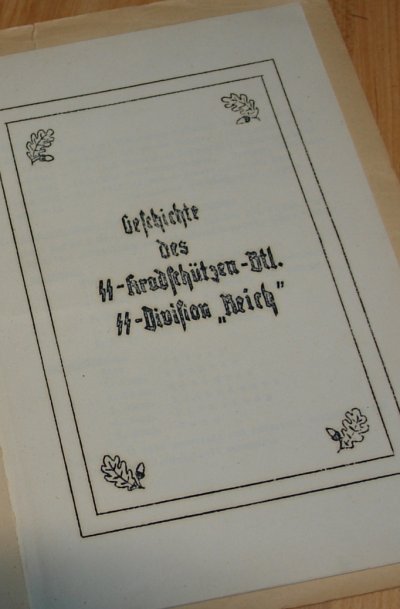 Geschichte
des
SS-Kradschützen-Btl.
SS-Division „Reich”